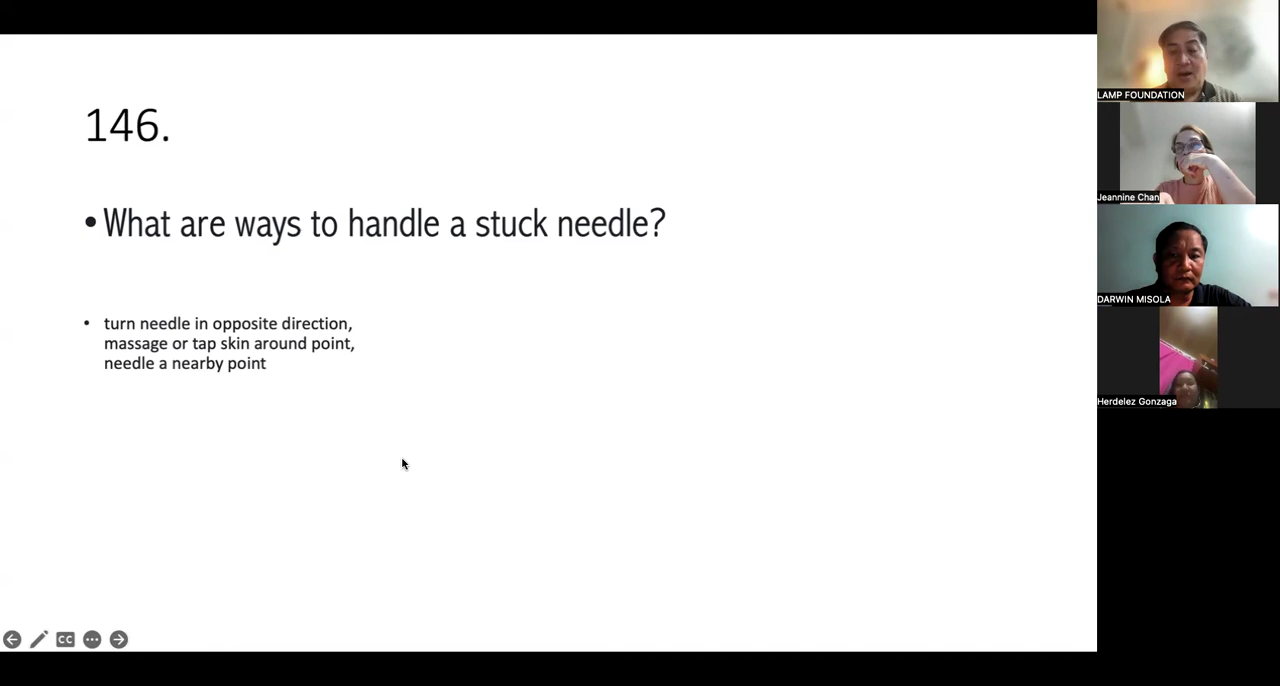 146.
• What are ways to handle a stuck needle?
• turn needle in opposite direction,
massage or tap skin around point,
needle a nearby point
CC
LAMP FOUNDATION
Jeannine Chan
DARWIN MISOLA
Herdelez Gonzaga